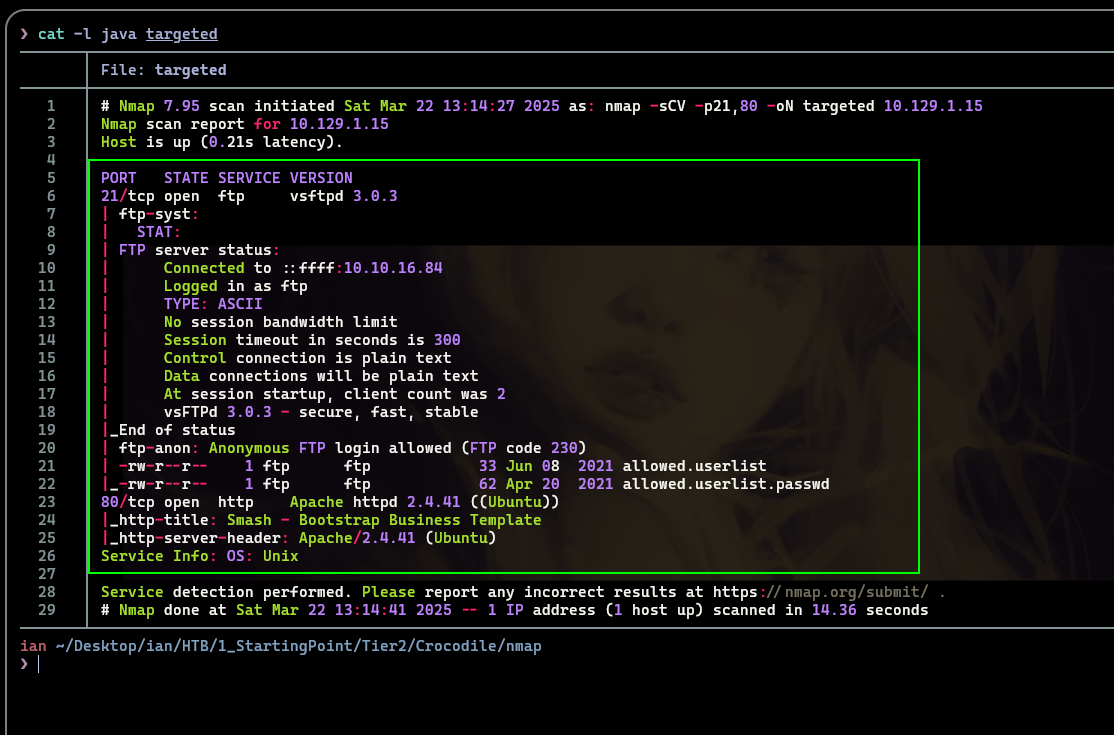 ❯ cat -l java targeted
File: targeted
1 # Nmap 7.95 scan initiated Sat Mar 22 13:14:27 2025 as: nmap -sCV -p21,80 -oN targeted 10.129.1.15
2 Nmap scan report for 10.129.1.15
3 Host is up (0.21s latency).
4
5 PORT   STATE SERVICE VERSION
6 21/tcp open  ftp     vsftpd 3.0.3
7 | ftp-syst:
8 |   STAT:
9 | FTP server status:
10 |      Connected to ::ffff:10.10.16.84
11 |      Logged in as ftp
12 |      TYPE: ASCII
13 |      No session bandwidth limit
14 |      Session timeout in seconds is 300
15 |      Control connection is plain text
16 |      Data connections will be plain text
17 |      At session startup, client count was 2
18 |      vsFTPd 3.0.3 - secure, fast, stable
19 |_End of status
20 | ftp-anon: Anonymous FTP login allowed (FTP code 230)
21 | -rw-r--r--    1 ftp      ftp            33 Jun 08  2021 allowed.userlist
22 |_-rw-r--r--    1 ftp      ftp            62 Apr 20  2021 allowed.userlist.passwd
23 80/tcp open  http    Apache httpd 2.4.41 ((Ubuntu))
24 |_http-title: Smash - Bootstrap Business Template
25 |_http-server-header: Apache/2.4.41 (Ubuntu)
26 Service Info: OS: Unix
27
28 Service detection performed. Please report any incorrect results at https://nmap.org/submit/ .
29 # Nmap done at Sat Mar 22 13:14:41 2025 -- 1 IP address (1 host up) scanned in 14.36 seconds
ian ~/Desktop/ian/HTB/1_StartingPoint/Tier2/Crocodile/nmap
❯